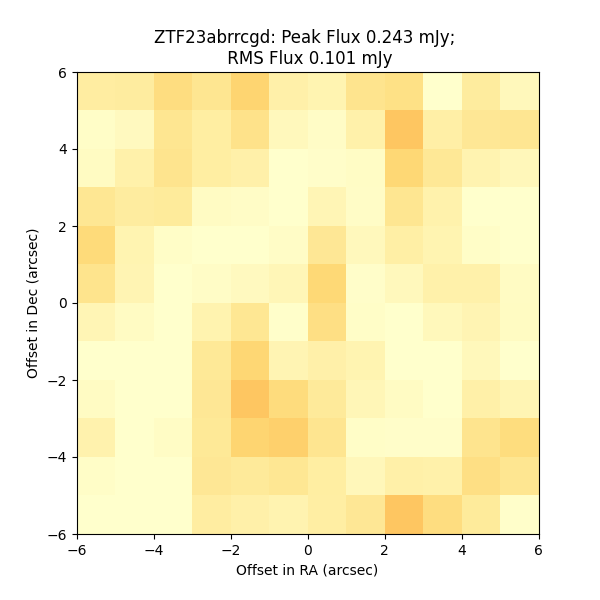 ZTF23abrrcgd: Peak Flux 0.243 mJy;
RMS Flux 0.101 mJy
6
4
2
0
−2
−4
−6
Offset in Dec (arcsec)
−6 −4 −2 0 2 4 6
Offset in RA (arcsec)